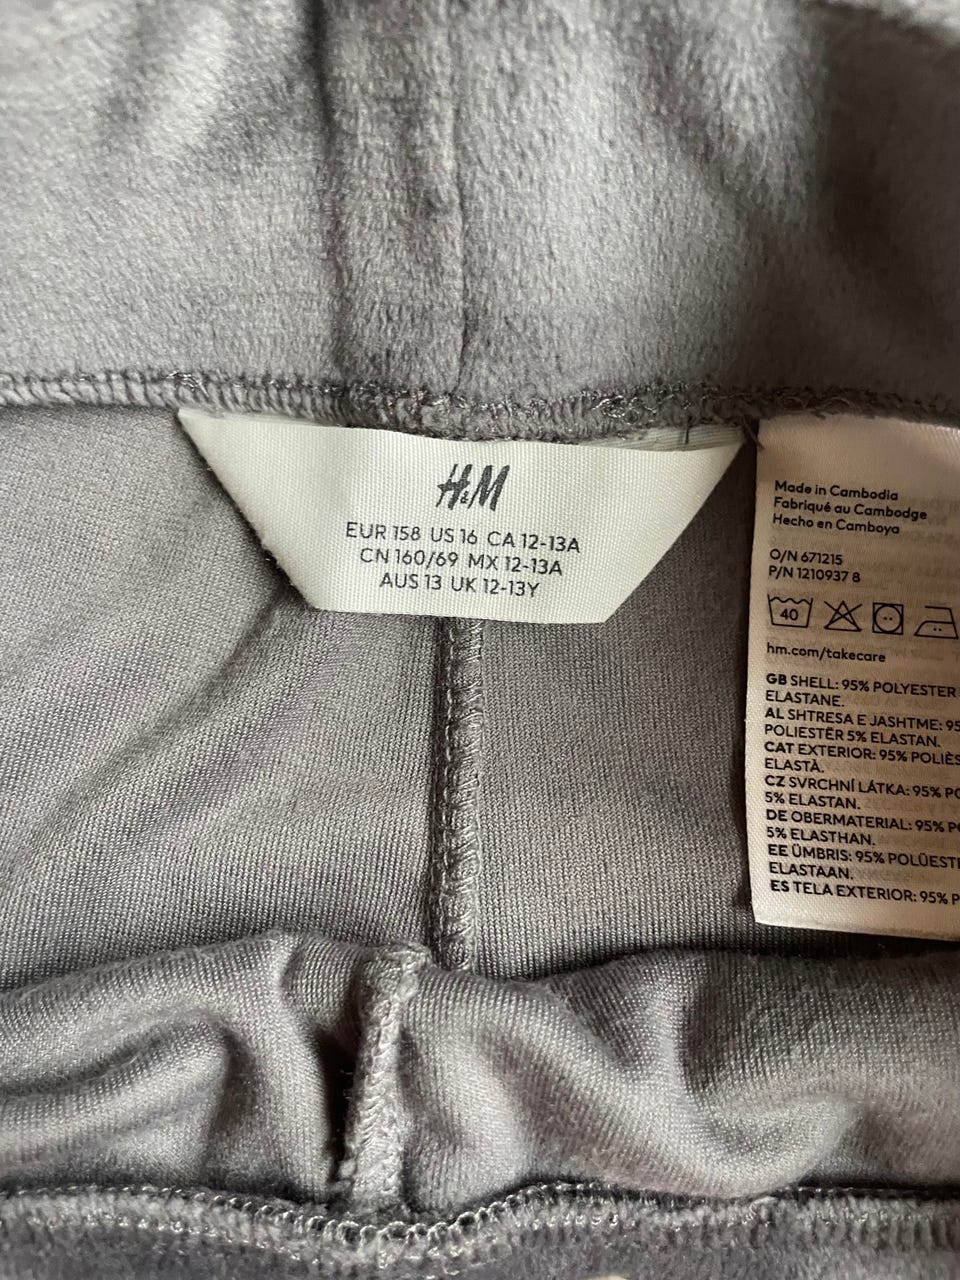 H&M
EUR 158 US 16 CA 12-13A
CN 160/69 MX 12-13A
AUS 13 UK 12-13Y
Made in Cambodia
Fabriqué au Cambodge
Hecho en Camboya
O/N 671215
P/N 1210937 8
40
hm.com/takecare
GB SHELL: 95% POLYESTER
ELASTANE.
AL SHTRESA E JASHTME: 95
POLIESTËR 5% ELASTAN.
CAT EXTERIOR: 95% POLIÈS
ELASTÀ.
CZ SVRCHNÍ LÁTKA: 95% PO
5% ELASTAN.
DE OBERMATERIAL: 95% PO
5% ELASTHAN.
EE ÜMBRIS: 95% POLÜEST
ELASTAAN.
ES TELA EXTERIOR: 95% P